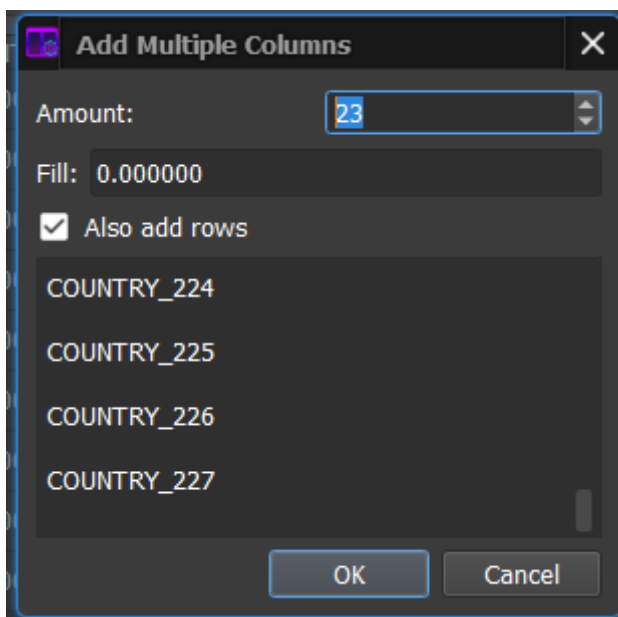 Add Multiple Columns
Amount: 23
Fill: 0.000000
Also add rows
COUNTRY_224
COUNTRY_225
COUNTRY_226
COUNTRY_227
OK Cancel